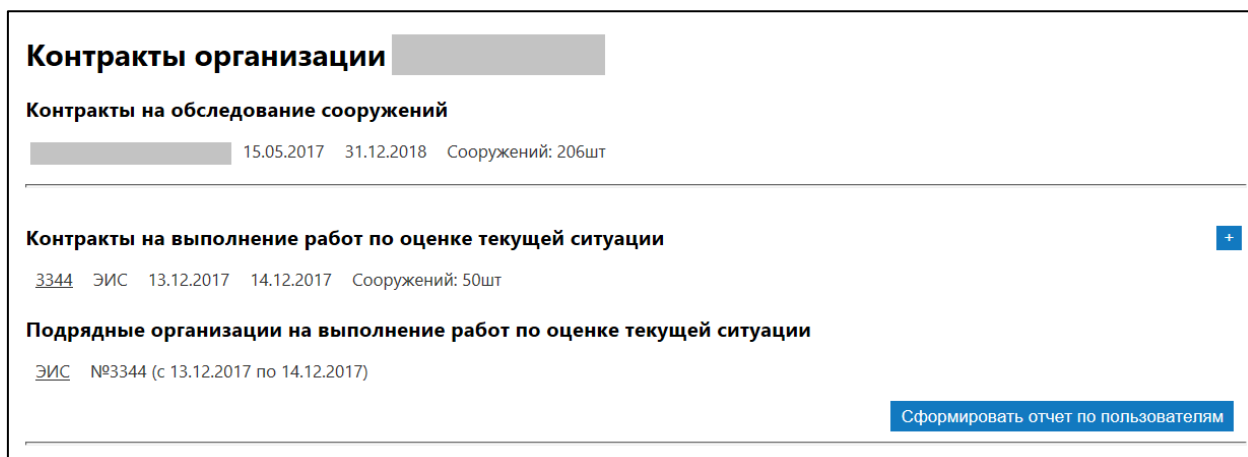 Контракты организации
Контракты на обследование сооружений
15.05.2017 31.12.2018 Сооружений: 206шт
Контракты на выполнение работ по оценке текущей ситуации +
3344 ЭИС 13.12.2017 14.12.2017 Сооружений: 50шт
Подрядные организации на выполнение работ по оценке текущей ситуации
ЭИС №3344 (с 13.12.2017 по 14.12.2017)
Сформировать отчет по пользователям